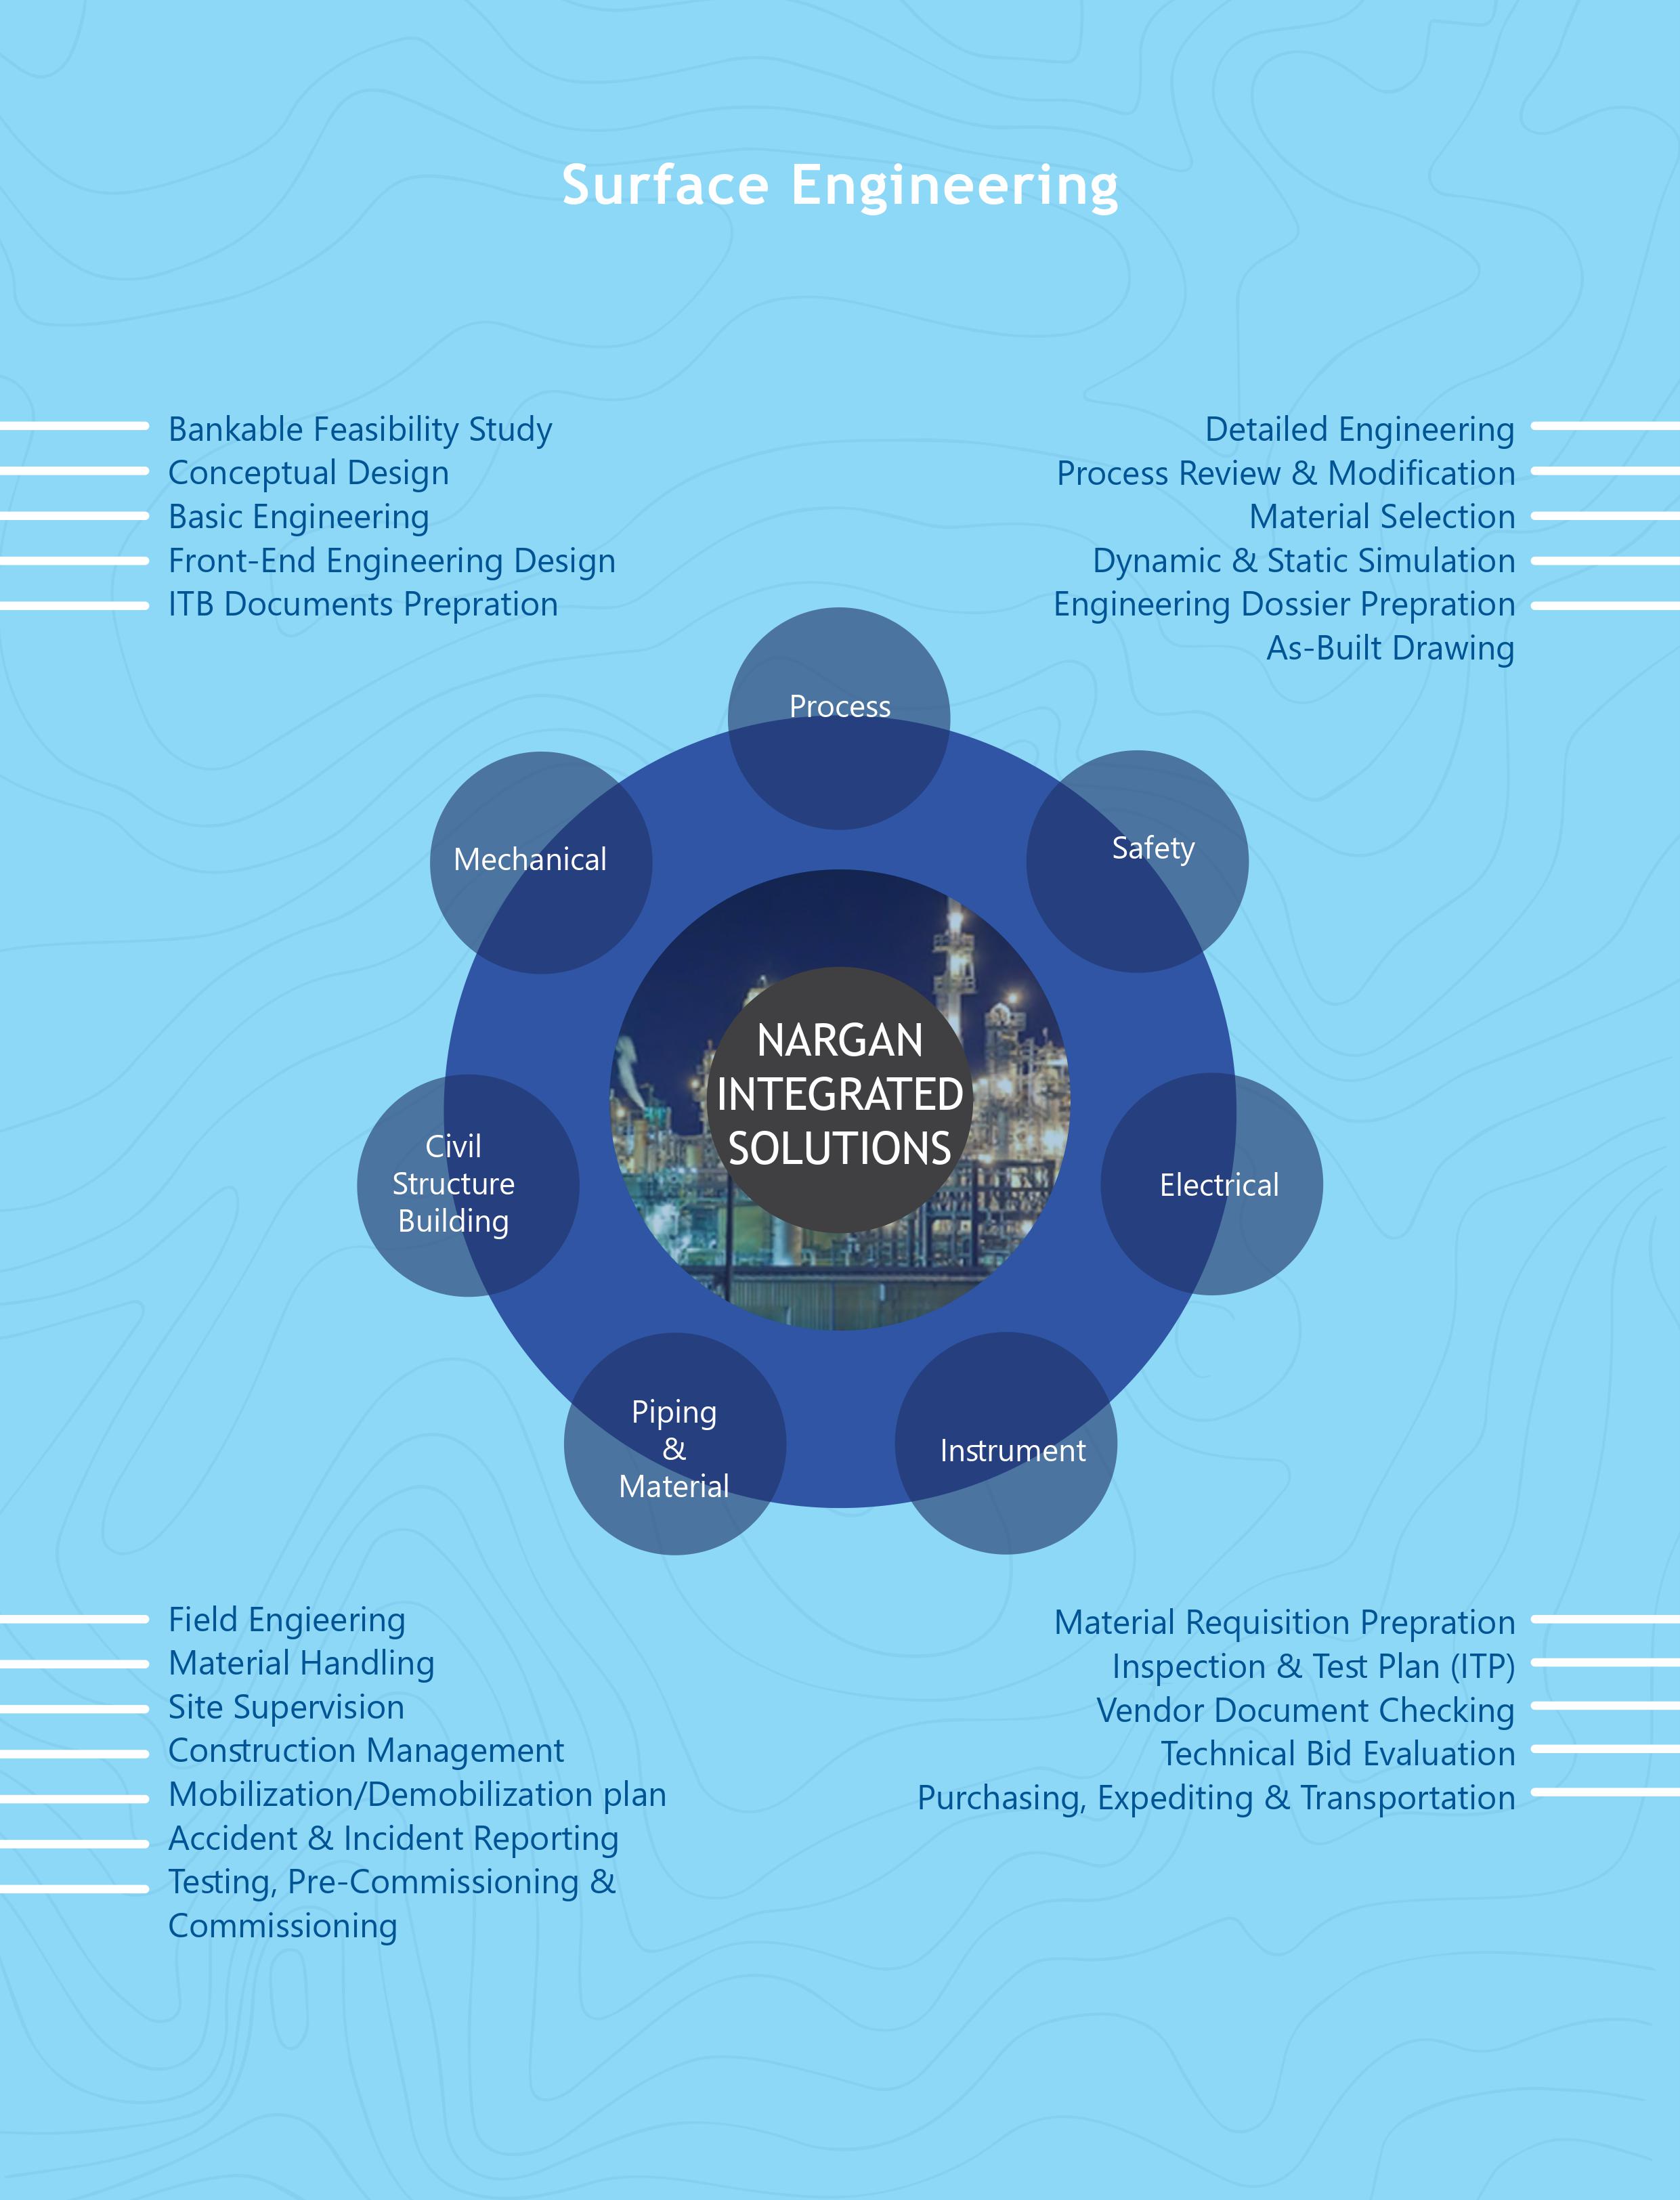 Surface Engineering
Bankable Feasibility Study
Conceptual Design
Basic Engineering
Front-End Engineering Design
ITB Documents Prepration
Detailed Engineering
Process Review & Modification
Material Selection
Dynamic & Static Simulation
Engineering Dossier Prepration
As-Built Drawing
Process
Mechanical
Safety
NARGAN
INTEGRATED
SOLUTIONS
Civil
Structure
Building
Electrical
Piping
&
Material
Instrument
Field Engieering
Material Handling
Site Supervision
Construction Management
Mobilization/Demobilization plan
Accident & Incident Reporting
Testing, Pre-Commissioning &
Commissioning
Material Requisition Prepration
Inspection & Test Plan (ITP)
Vendor Document Checking
Technical Bid Evaluation
Purchasing, Expediting & Transportation